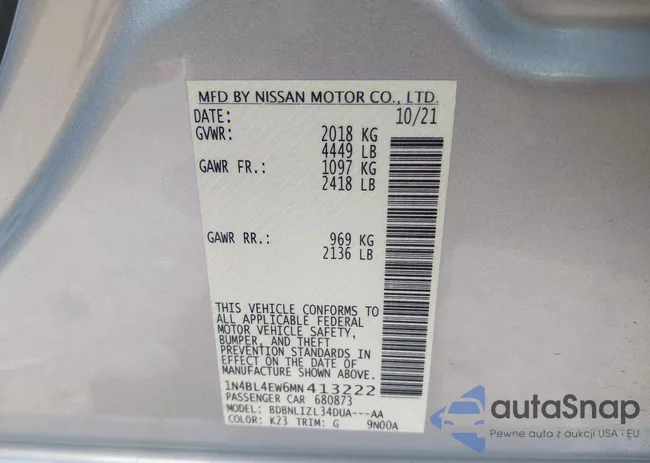 MFD BY NISSAN MOTOR CO., LTD.
DATE: 10/21
GVWR: 2018 KG
4449 LB
GAWR FR.: 1097 KG
2418 LB
GAWR RR.: 969 KG
2136 LB
THIS VEHICLE CONFORMS TO
ALL APPLICABLE FEDERAL
MOTOR VEHICLE SAFETY,
BUMPER, AND THEFT
PREVENTION STANDARDS IN
EFFECT ON THE DATE OF
MANUFACTURE SHOWN ABOVE.
1N4BL4EW6MN413222
PASSENGER CAR 680873
MODEL: BDBNLIZL34DUA---AA
COLOR: K23 TRIM: G 9N00A
autoSnap
Pewne auta z aukcji USA i EU